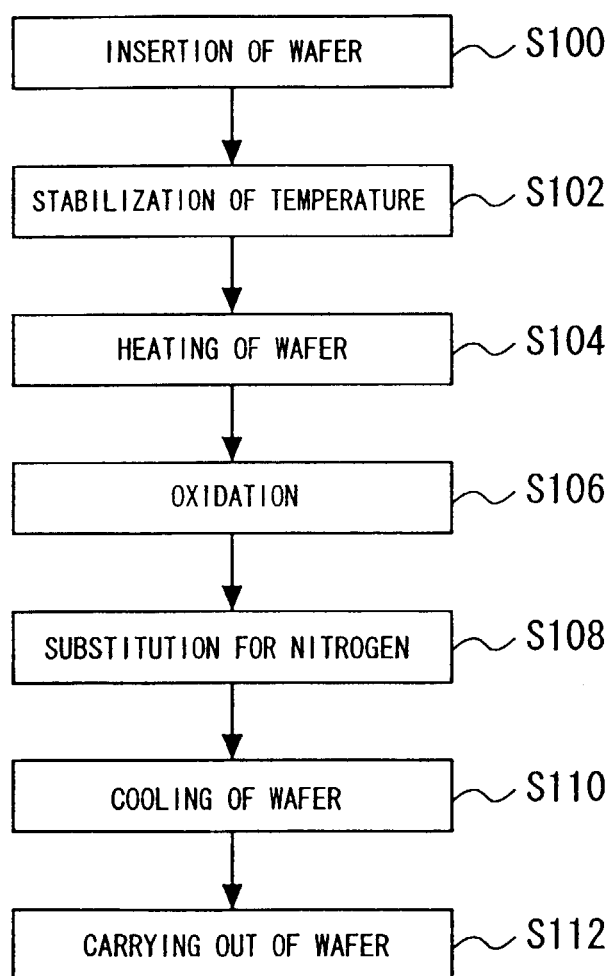 INSERTION OF WAFER S100
STABILIZATION OF TEMPERATURE S102
HEATING OF WAFER S104
OXIDATION S106
SUBSTITUTION FOR NITROGEN S108
COOLING OF WAFER S110
CARRYING OUT OF WAFER S112